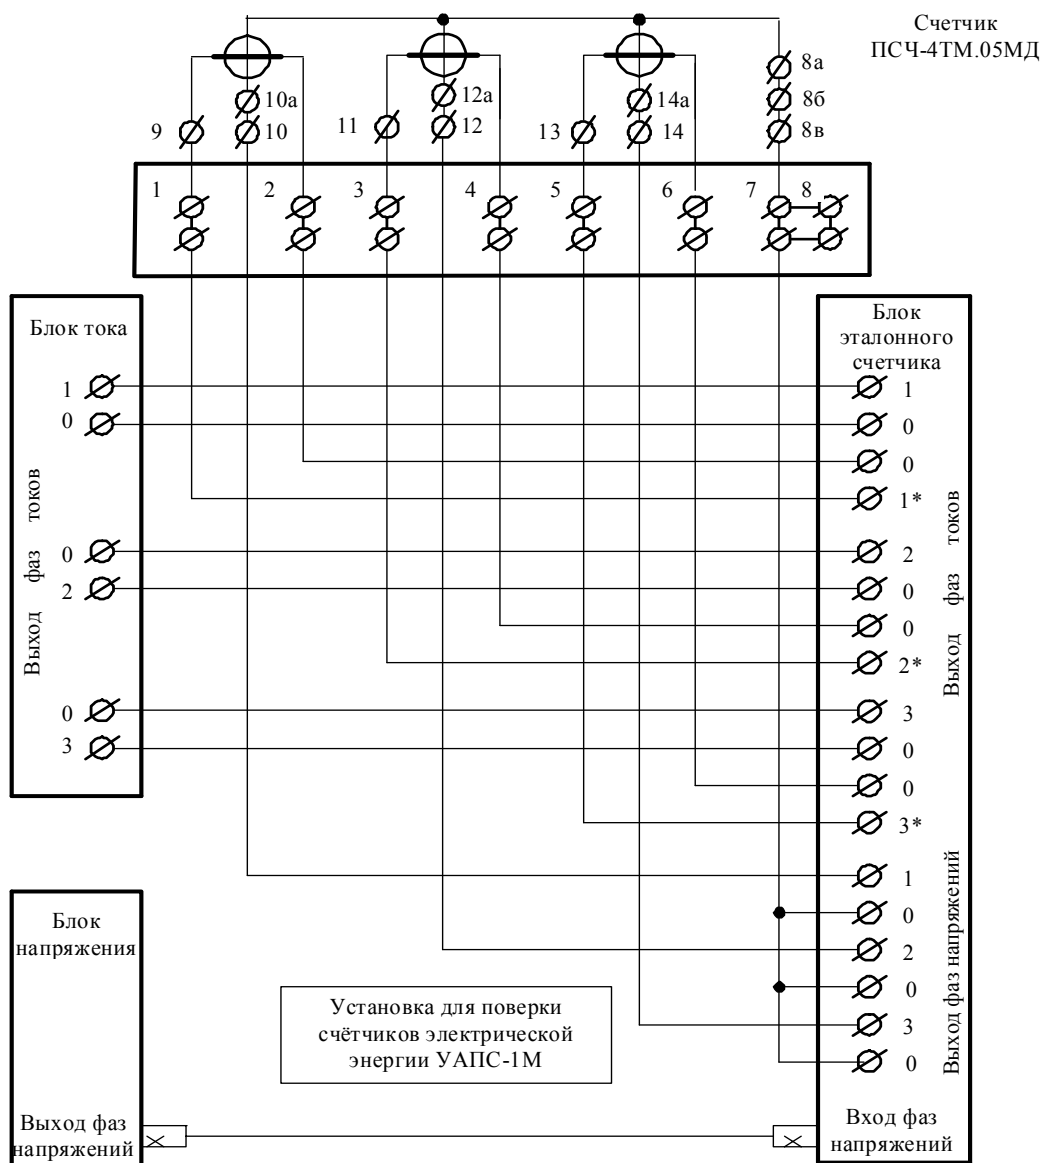 Счетчик
ПСЧ-4ТМ.05МД
8а
10а
12а
14а
8б
9
10
11
12
13
14
8в
1
2
3
4
5
6
7
8
Блок тока
1
0
0
2
0
3
Выход фаз токов
Блок
эталонного
счетчика
1
0
0
1*
2
0
0
2*
3
0
0
3*
Выход фаз токов
1
0
2
0
3
0
Выход фаз напряжений
Блок
напряжения
Выход фаз
напряжений
Установка для поверки
счётчиков электрической
энергии УАПС-1М
Вход фаз
напряжений